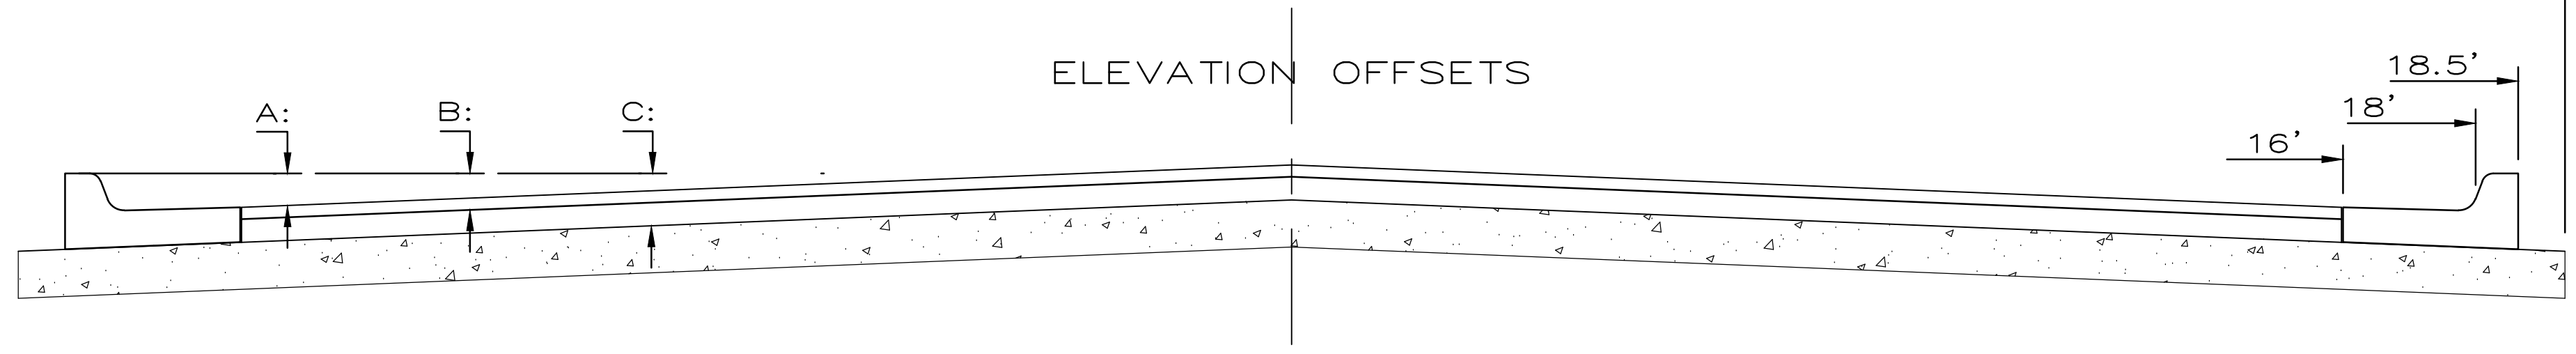 ELEVATION OFFSETS
18.5’
18’
A:
B:
C:
16’